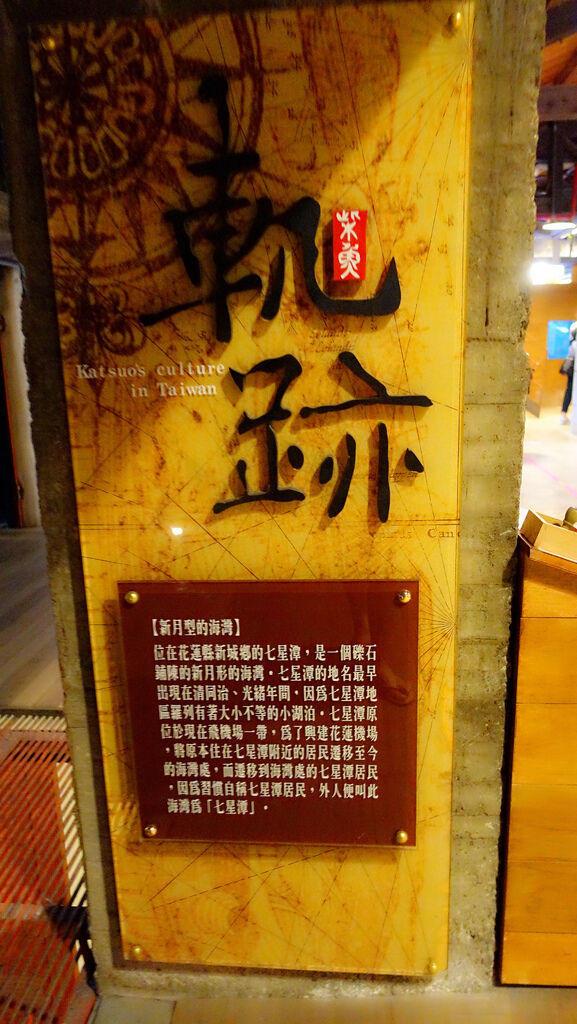 軌跡
柴魚
Katsuo's culture
in Taiwan
【新月型的海灣】
位在花蓮縣新城鄉的七星潭，是一個礫石
鋪陳的新月形的海灣。七星潭的地名最早
出現在清同治、光緒年間，因為七星潭地
區羅列有著大小不等的小湖泊。七星潭原
位於現在飛機場一帶，為了興建花蓮機場
，將原本住在七星潭附近的居民遷移至今
的海灣處，而遷移到海灣處的七星潭居民
，因為習慣自稱七星潭居民，外人便叫此
海灣為「七星潭」。